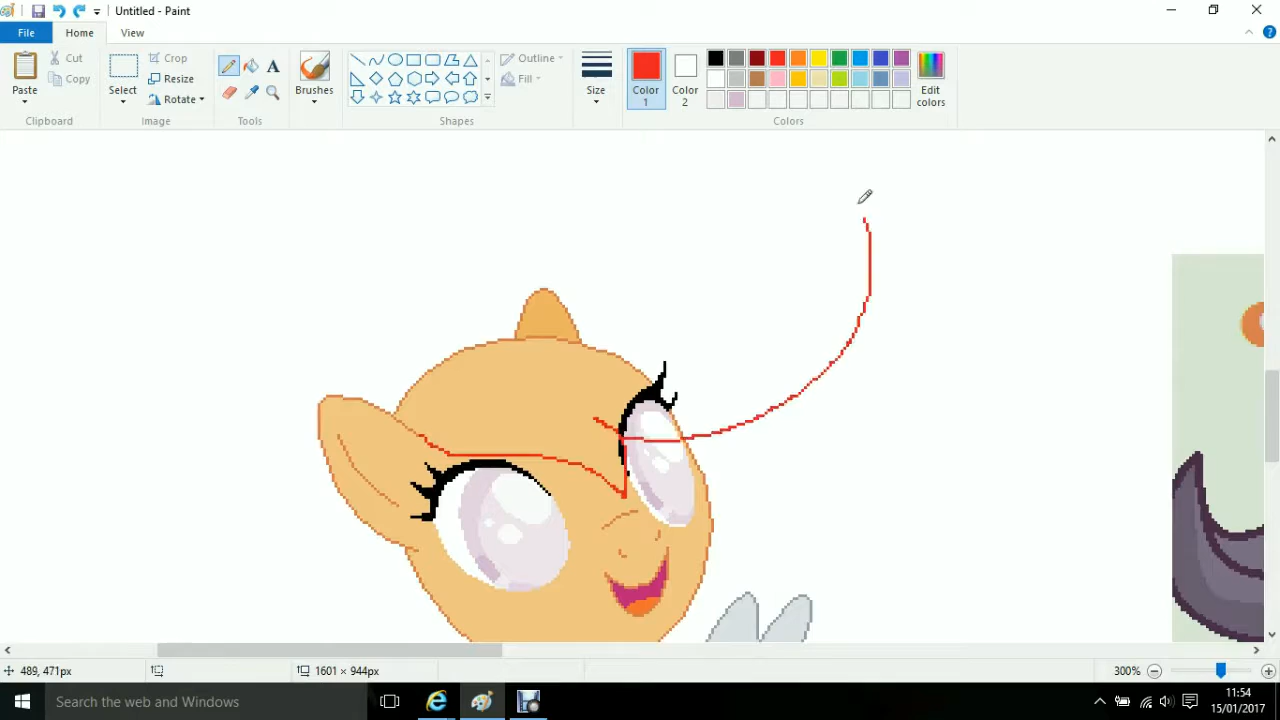 Untitled - Paint
File Home View
Paste
Cut
Copy
Clipboard
Select
Crop
Resize
Rotate
Image
A
Tools
Brushes
Shapes
Outline
Fill
Size
Color 1
Color 2
Edit colors
Colors
489, 471px
1601 × 944px
300%
Search the web and Windows
11:54
15/01/2017